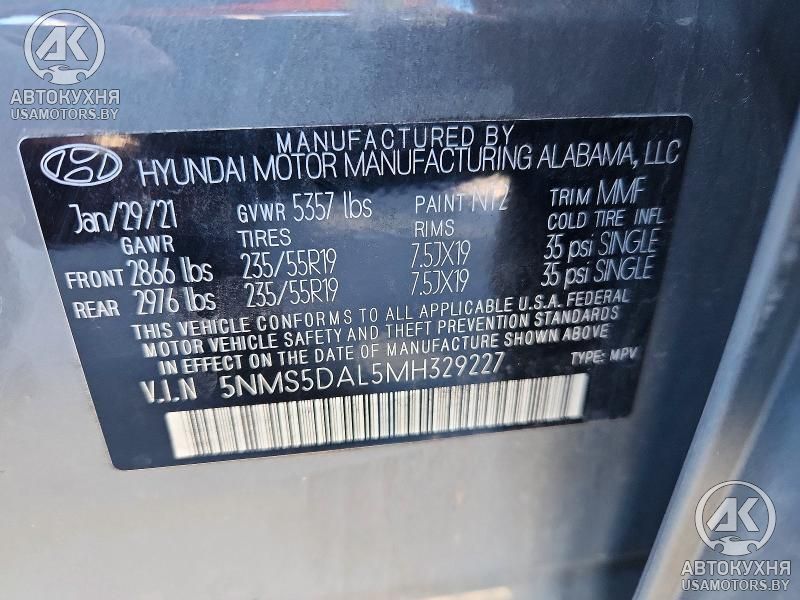 АК
АВТОКУХНЯ
USAMOTORS.BY
MANUFACTURED BY
HYUNDAI MOTOR MANUFACTURING ALABAMA, LLC
Jan/29/21 GVWR 5357 lbs PAINT NT2 TRIM MMF
GAWR TIRES RIMS COLD TIRE INFL
FRONT 2866 lbs 235/55R19 7.5JX19 35 psi SINGLE
REAR 2976 lbs 235/55R19 7.5JX19 35 psi SINGLE
THIS VEHICLE CONFORMS TO ALL APPLICABLE U.S.A. FEDERAL
MOTOR VEHICLE SAFETY AND THEFT PREVENTION STANDARDS
IN EFFECT ON THE DATE OF MANUFACTURE SHOWN ABOVE
V.I.N 5NMS5DAL5MH329227 TYPE: MPV
АК
АВТОКУХНЯ
USAMOTORS.BY